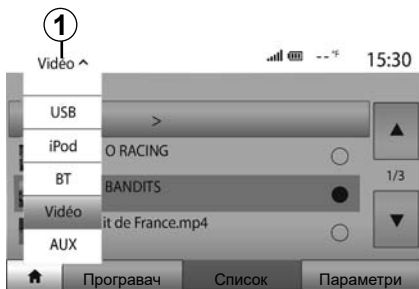 1
Vidéo ^ -- °F 15:30
USB
>
iPod O RACING
1/3
BT BANDITS
Vidéo it de France.mp4
AUX
Програвач Список Параметри